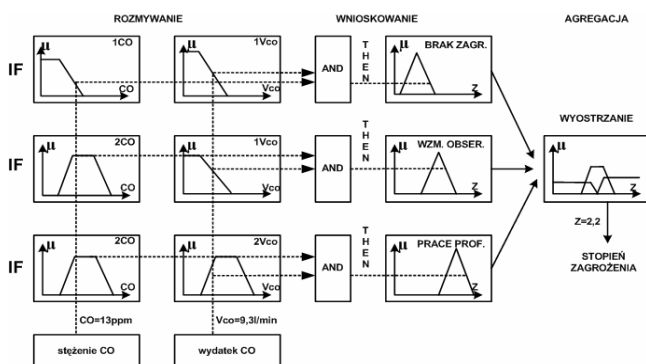 ROZMYWANIE WNIOSKOWANIE AGREGACJA
IF μ 1CO CO μ 1Vco Vco AND THEN μ BRAK ZAGR. Z
IF μ 2CO CO μ 1Vco Vco AND THEN μ WZM. OBSER. Z
WYOSTRZANIE
μ Z
Z=2,2
STOPIEŃ
ZAGROŻENIA
IF μ 2CO CO μ 2Vco Vco AND THEN μ PRACE PROF. Z
CO=13ppm Vco=9,3l/min
stężenie CO wydatek CO